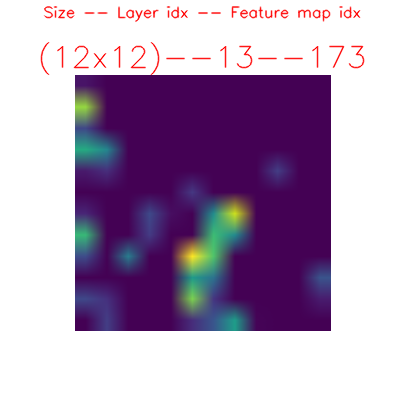 Size -- Layer idx -- Feature map idx
(12x12)--13--173